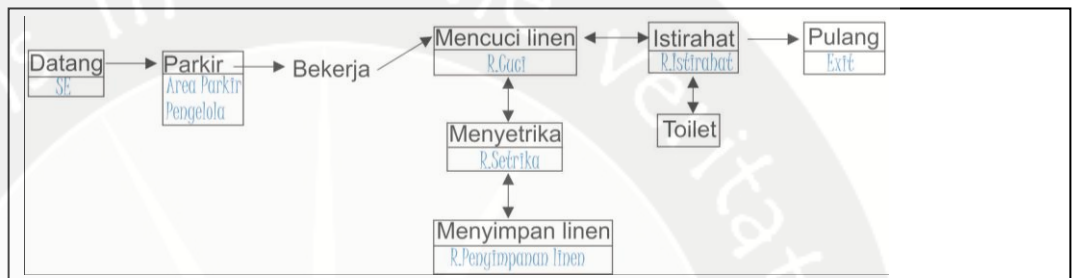 Datang
SE
Parkir
Area Parkir
Pengelola
Bekerja
Mencuci linen
R.Cuci
Menyetrika
R.Setrika
Menyimpan linen
R.Penyimpanan linen
Istirahat
R.Istirahat
Toilet
Pulang
Exit